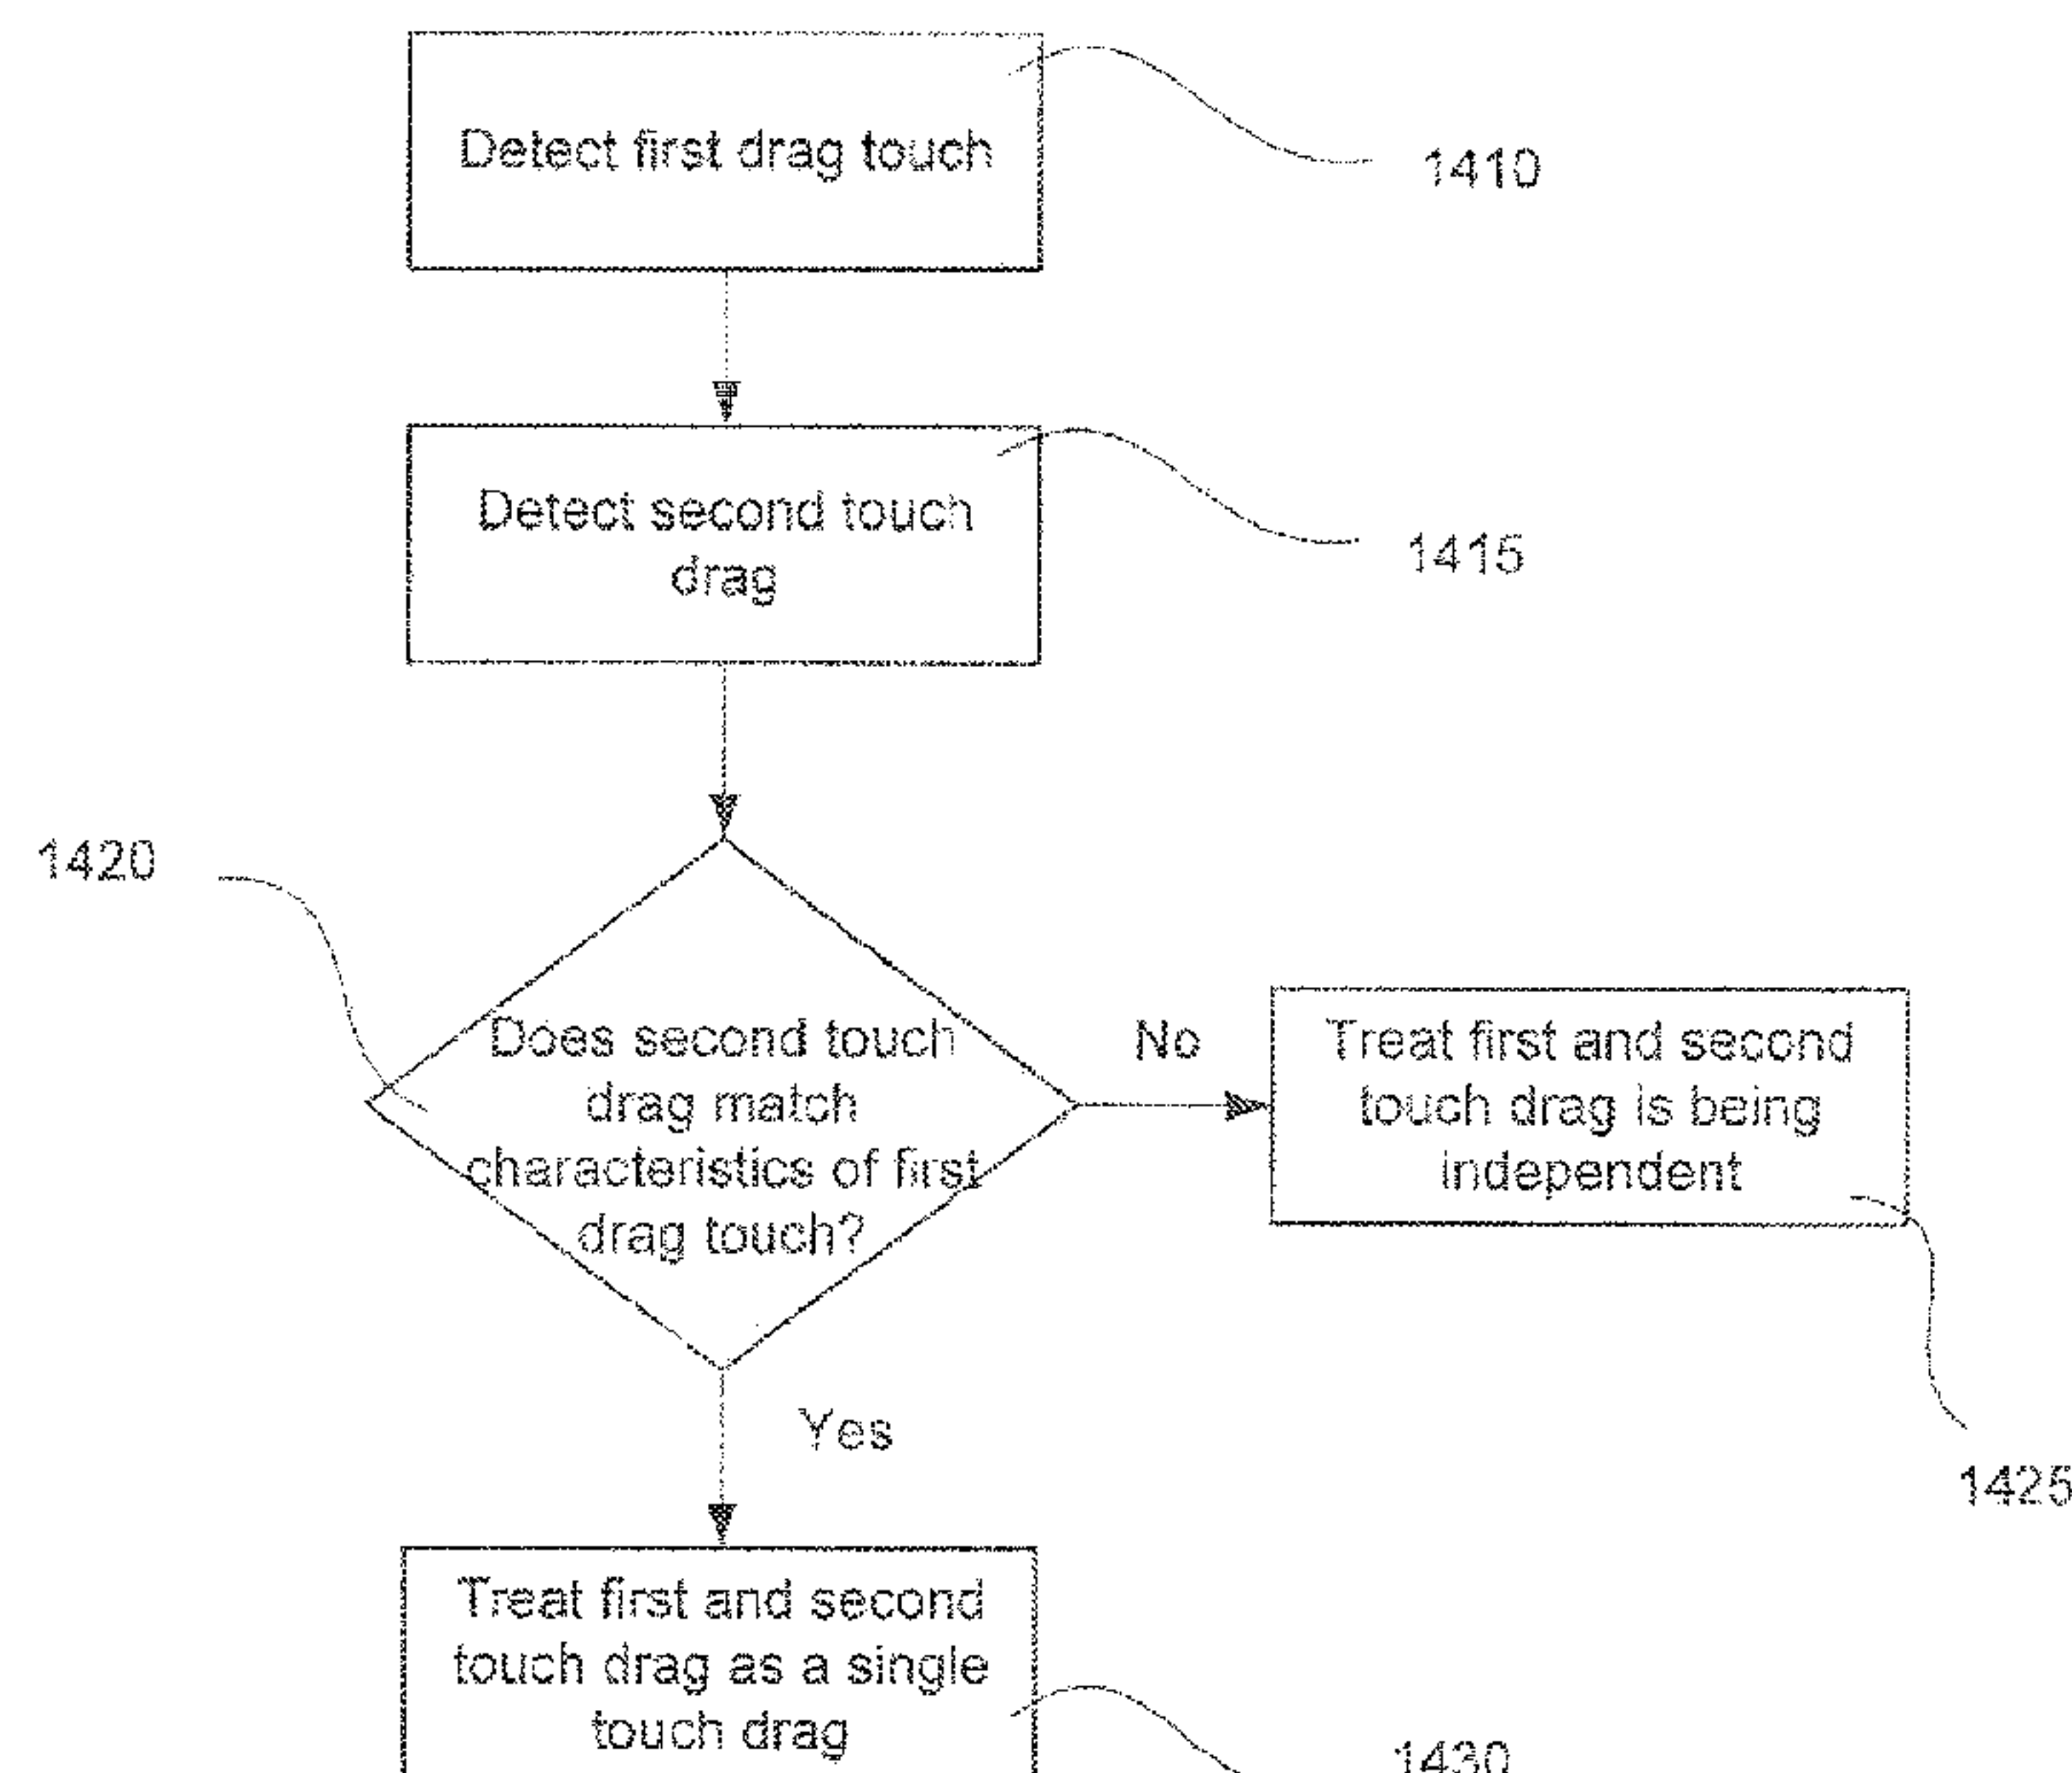 Detect first drag touch
1410
Detect second touch
drag
1415
1420
Does second touch
drag match
characteristics of first
drag touch?
No
Treat first and second
touch drag is being
independent
1425
Yes
Treat first and second
touch drag as a single
touch drag
1430